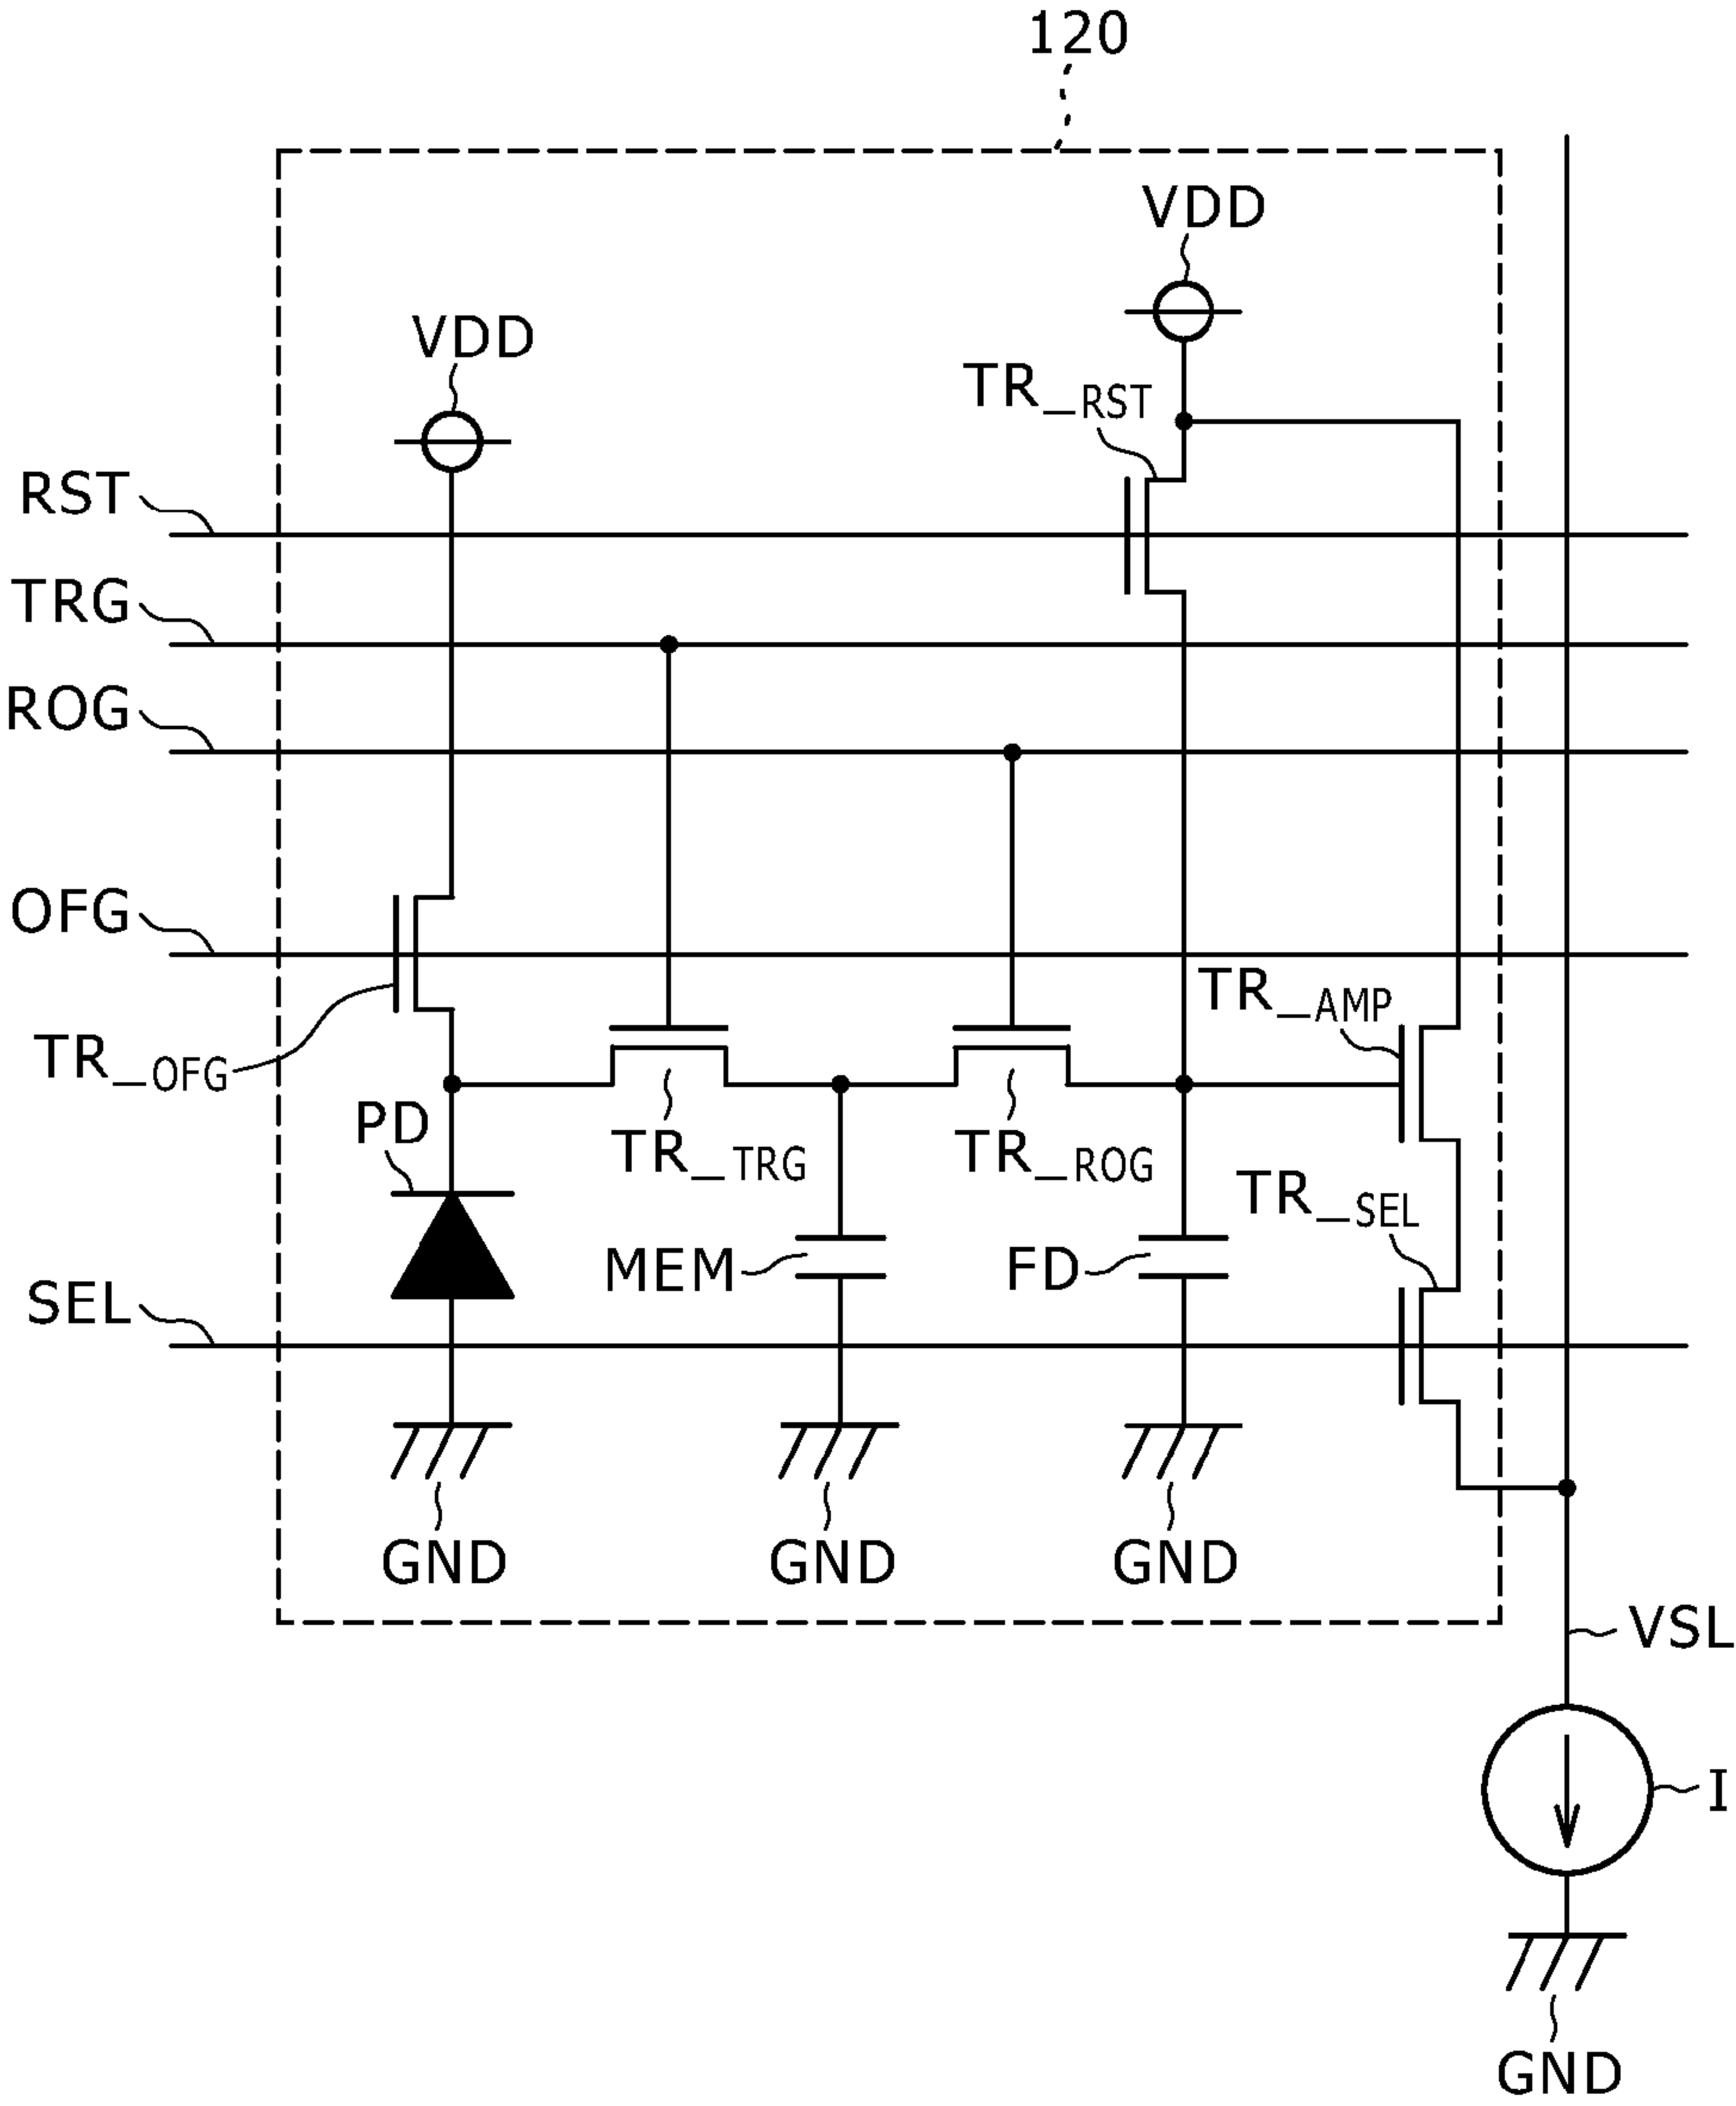 120
VDD
VDD
TR_RST
RST
TRG
ROG
OFG
TR_AMP
TR_OFG
PD
TR_TRG
TR_ROG
TR_SEL
MEM
FD
SEL
GND
GND
GND
VSL
I
GND